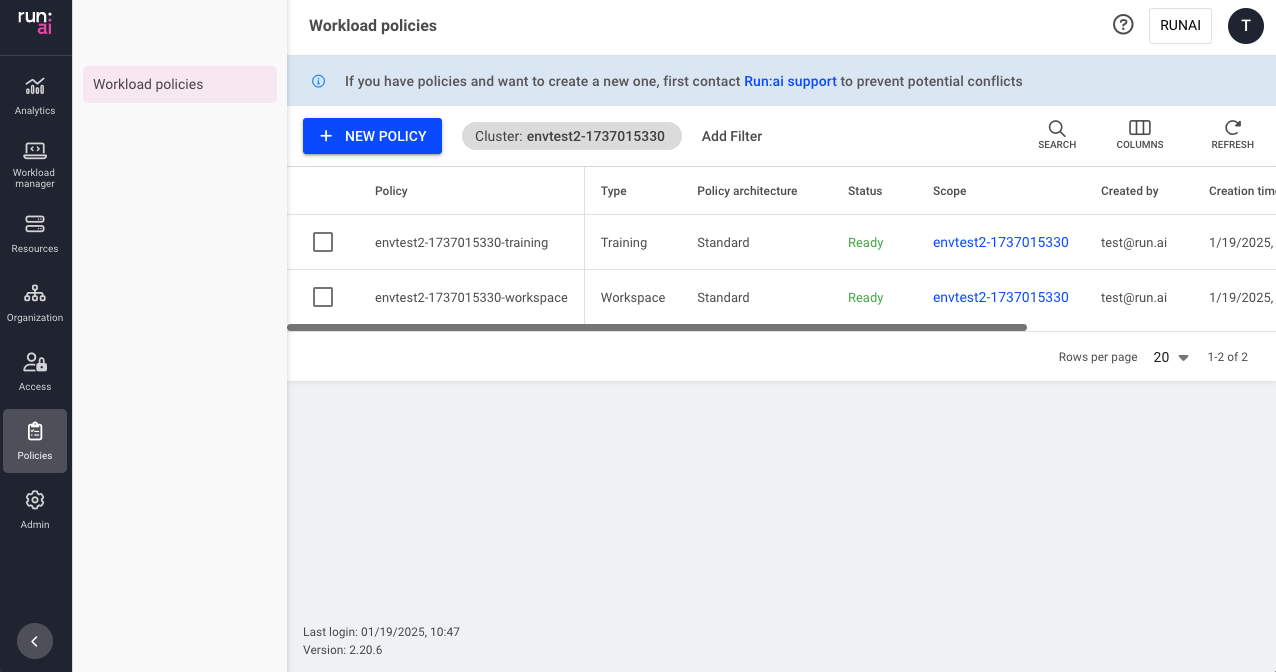 run:
ai
Analytics
Workload
manager
Resources
Organization
Access
Policies
Admin
Workload policies
Workload policies
RUNAI
T
If you have policies and want to create a new one, first contact Run:ai support to prevent potential conflicts
+ NEW POLICY
Cluster: envtest2-1737015330
Add Filter
SEARCH
COLUMNS
REFRESH
Policy Type Policy architecture Status Scope Created by Creation time
envtest2-1737015330-training Training Standard Ready envtest2-1737015330 test@run.ai 1/19/2025,
envtest2-1737015330-workspace Workspace Standard Ready envtest2-1737015330 test@run.ai 1/19/2025,
Rows per page 20 1-2 of 2
Last login: 01/19/2025, 10:47
Version: 2.20.6